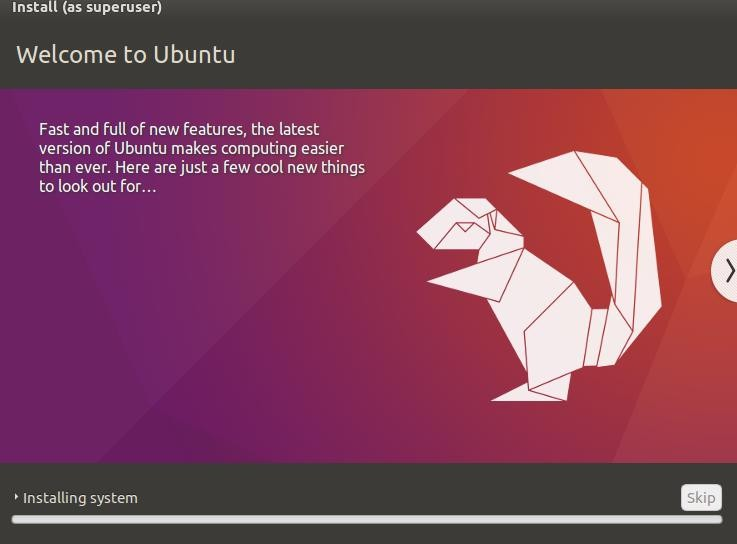 Install (as superuser)
Welcome to Ubuntu
Fast and full of new features, the latest
version of Ubuntu makes computing easier
than ever. Here are just a few cool new things
to look out for…
Installing system
Skip